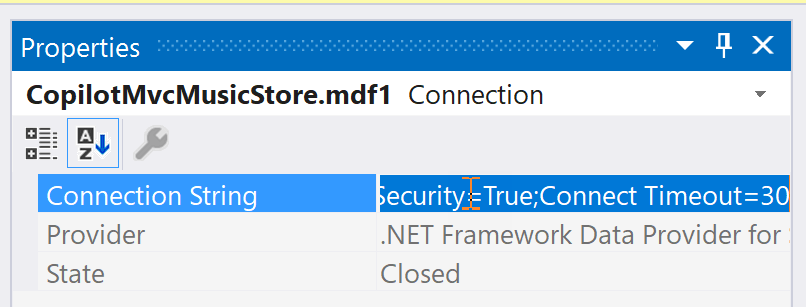 Properties
CopilotMvcMusicStore.mdf1 Connection
A Z
Connection String Security=True;Connect Timeout=30
Provider .NET Framework Data Provider for
State Closed